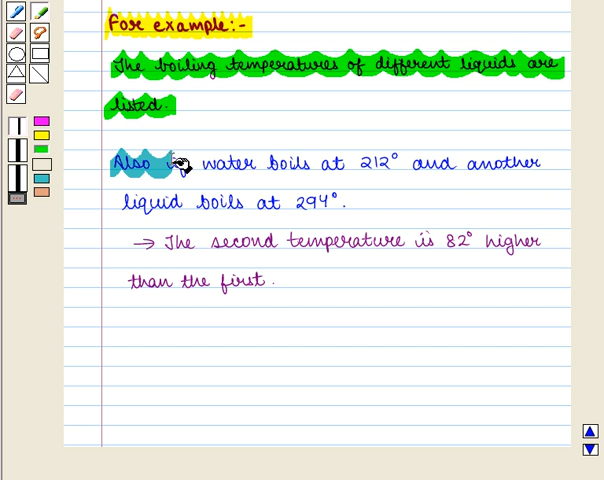 For example:-
The boiling temperatures of different liquids are
listed.
Also water boils at 212° and another
liquid boils at 294°.
→ The second temperature is 82° higher
than the first.